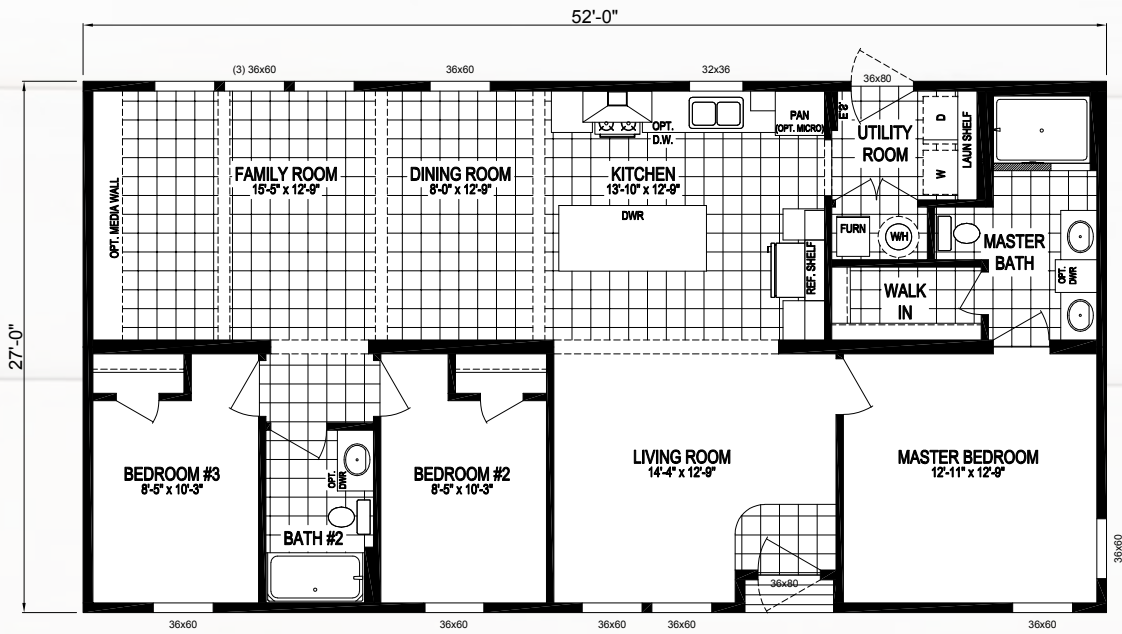 52'-0"
(3) 36x60
36x60
32x36
36x80
27'-0"
OPT. MEDIA WALL
FAMILY ROOM
15'-5" x 12'-9"
DINING ROOM
8'-0" x 12'-9"
KITCHEN
13'-10" x 12'-9"
OPT.
D.W.
PAN
(OPT. MICRO)
DWR
REF. SHELF
UTILITY
ROOM
D
W
LAUN SHELF
FURN
W/H
WALK
IN
MASTER
BATH
OPT.
DWR
BEDROOM #3
8'-5" x 10'-3"
OPT.
DWR
BATH #2
BEDROOM #2
8'-5" x 10'-3"
LIVING ROOM
14'-4" x 12'-9"
MASTER BEDROOM
12'-11" x 12'-9"
36x80
36x60
36x60
36x60
36x60
36x60
36x60